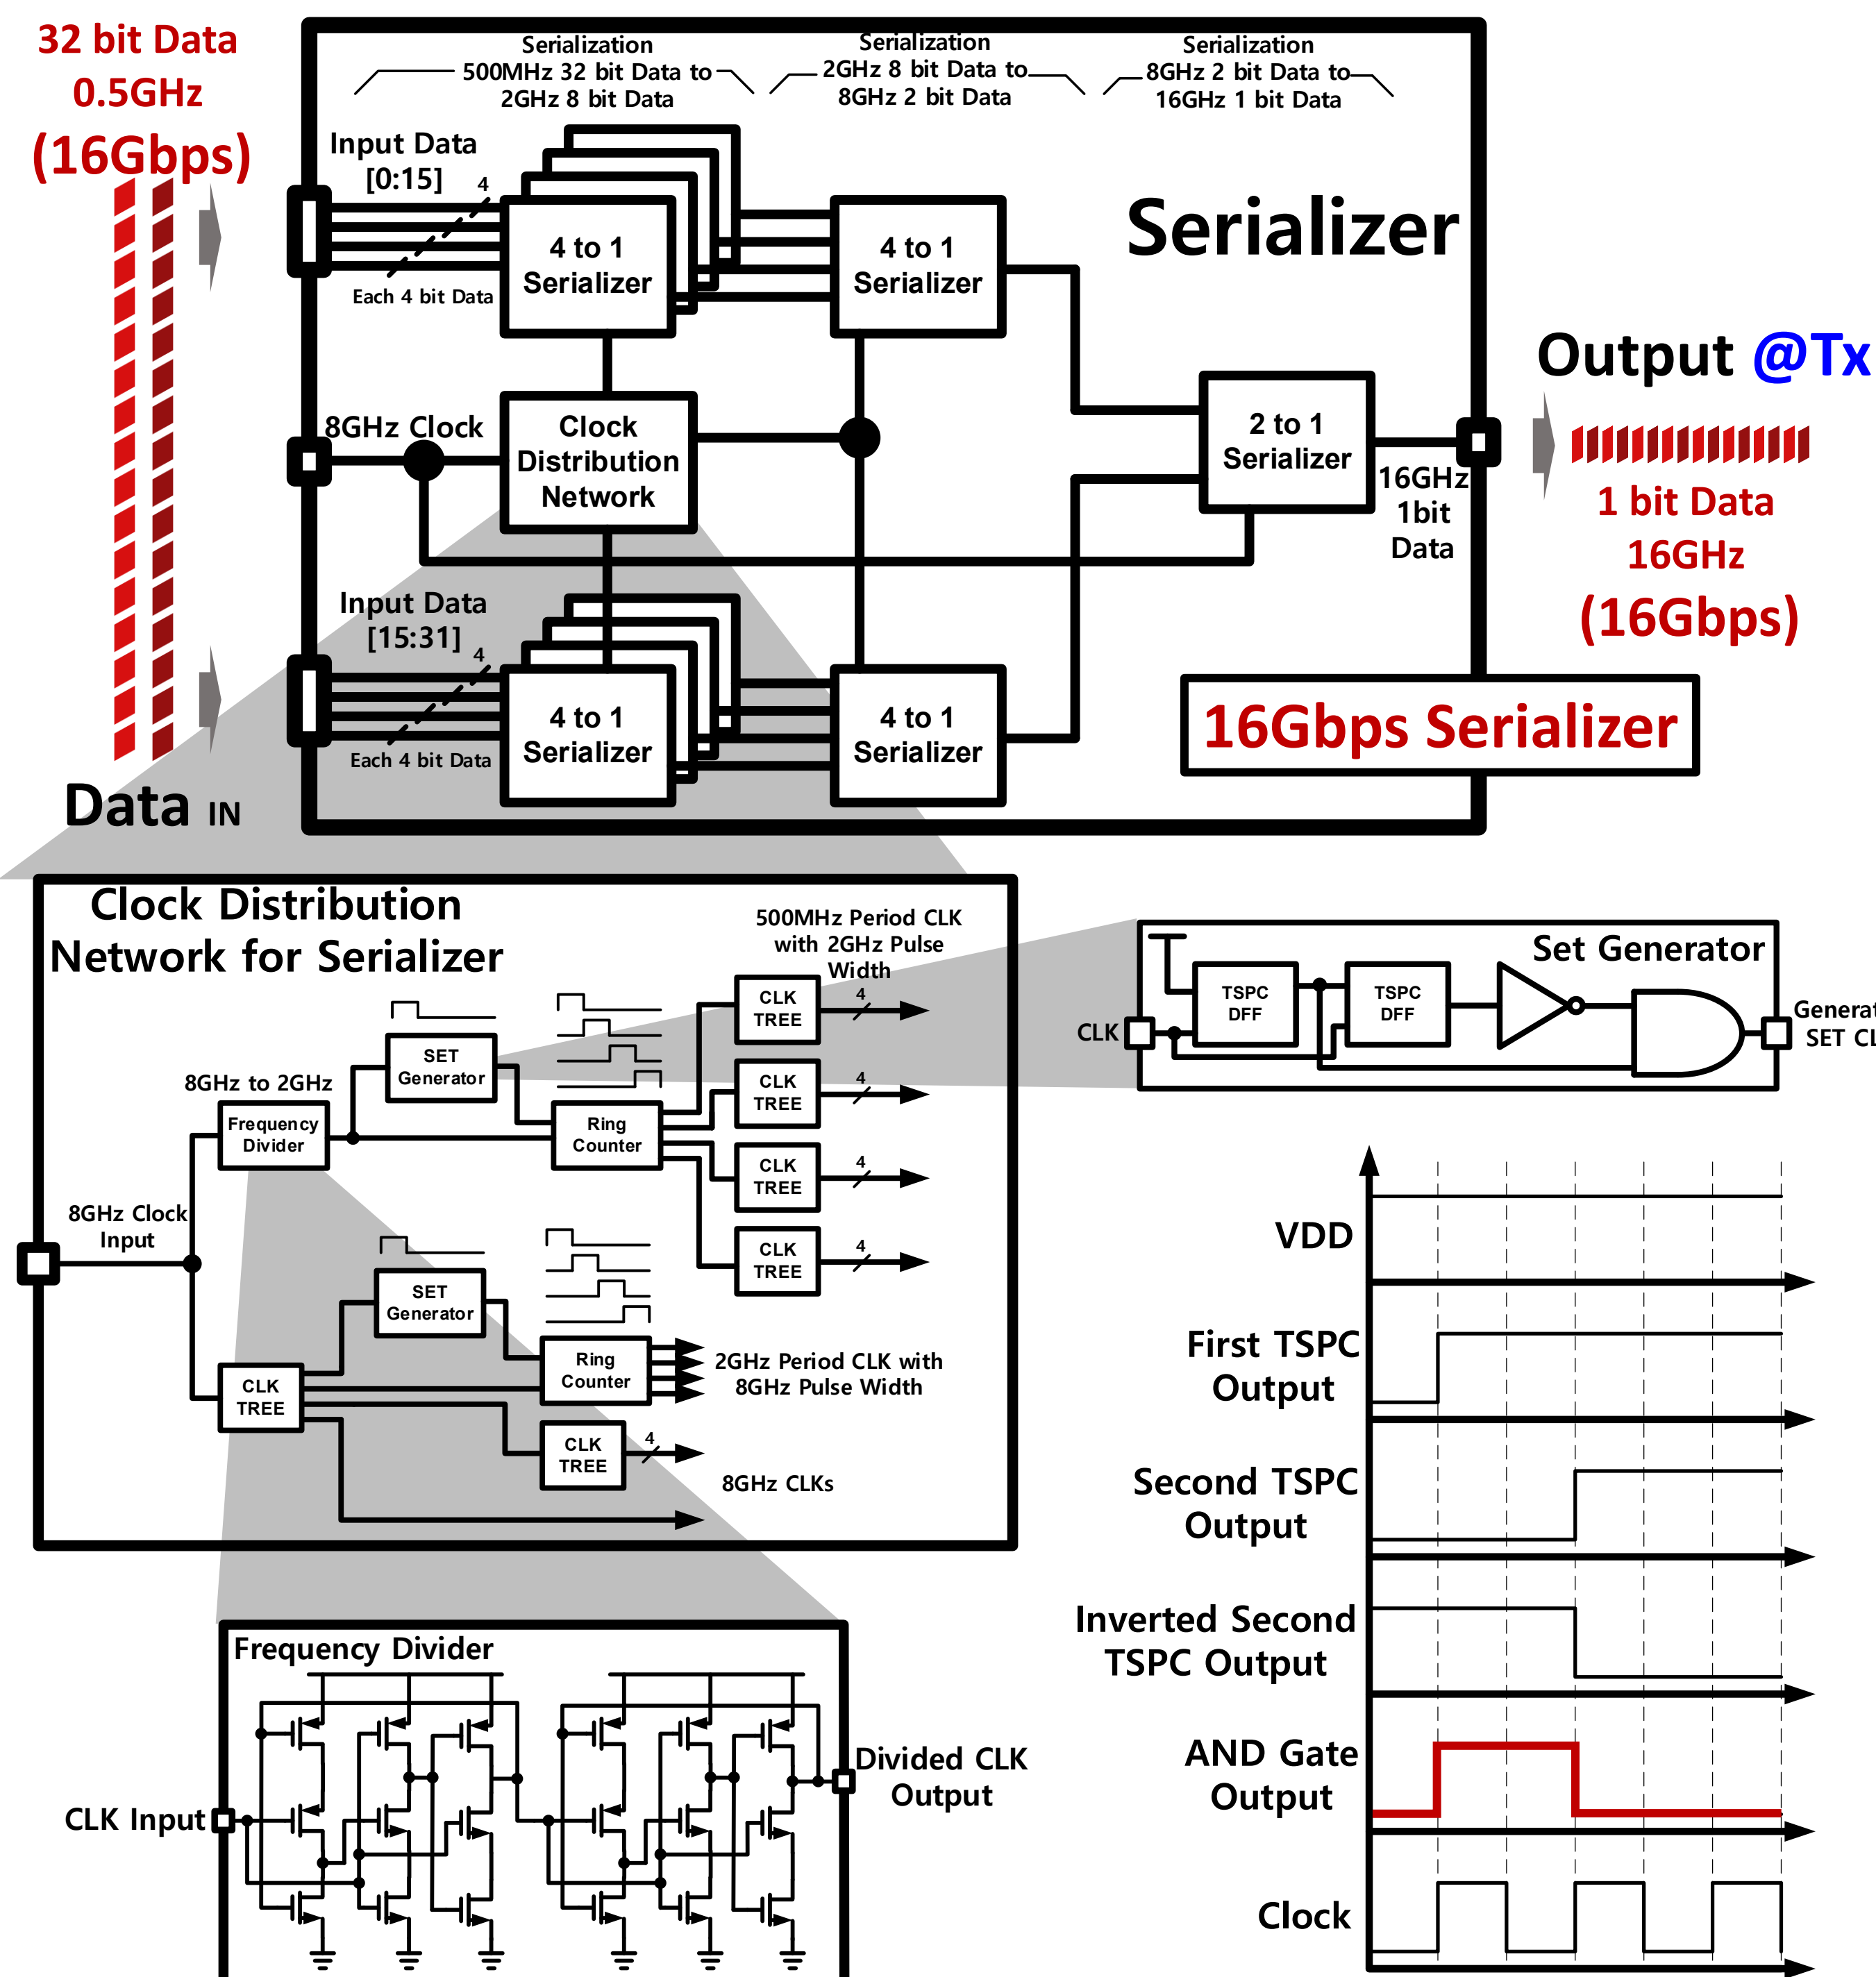 32 bit Data
0.5GHz
(16Gbps)
Serialization
500MHz 32 bit Data to
2GHz 8 bit Data
Serialization
2GHz 8 bit Data to
8GHz 2 bit Data
Serialization
8GHz 2 bit Data to
16GHz 1 bit Data
Input Data
[0:15]
4
Each 4 bit Data
4 to 1
Serializer
4 to 1
Serializer
Serializer
8GHz Clock
Clock
Distribution
Network
2 to 1
Serializer
16GHz
1bit
Data
Output @Tx
1 bit Data
16GHz
(16Gbps)
Input Data
[15:31]
4
Each 4 bit Data
4 to 1
Serializer
4 to 1
Serializer
16Gbps Serializer
Data IN
Clock Distribution
Network for Serializer
500MHz Period CLK
with 2GHz Pulse
Width
8GHz to 2GHz
Frequency
Divider
SET
Generator
Ring
Counter
CLK
TREE
4
CLK
TREE
4
CLK
TREE
4
CLK
TREE
4
8GHz Clock
Input
SET
Generator
CLK
TREE
Ring
Counter
2GHz Period CLK with
8GHz Pulse Width
CLK
TREE
4
8GHz CLKs
Set Generator
CLK
TSPC
DFF
TSPC
DFF
Generat
SET CL
VDD
First TSPC
Output
Second TSPC
Output
Inverted Second
TSPC Output
AND Gate
Output
Clock
Frequency Divider
CLK Input
Divided CLK
Output